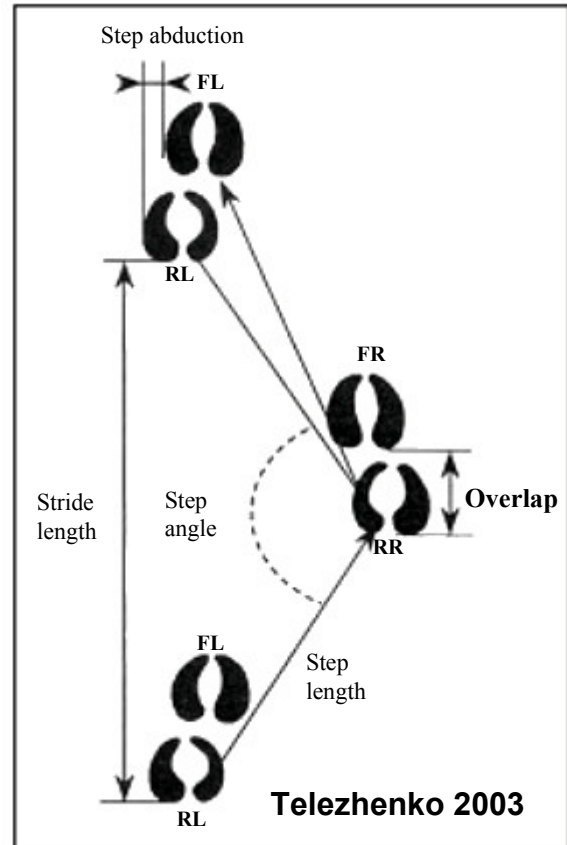 Step abduction
FL
RL
FR
Stride
length
Step
angle
Overlap
RR
FL
Step
length
RL
Telezhenko 2003